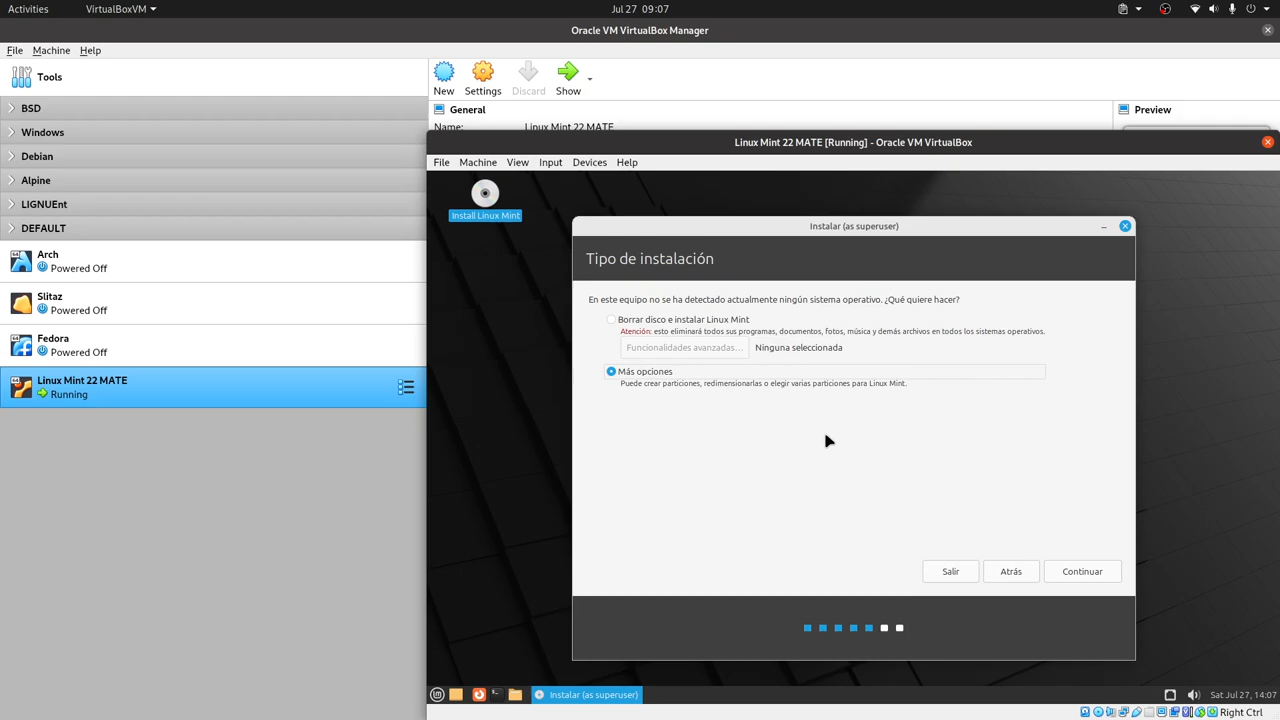 Activities
VirtualBoxVM
Jul 27 09:07
Oracle VM VirtualBox Manager
File Machine Help
Tools
New Settings Discard Show
BSD
Windows
Debian
Alpine
LIGNUEnt
DEFAULT
Arch
Powered Off
Slitaz
Powered Off
Fedora
Powered Off
Linux Mint 22 MATE
Running
General
Name: Linux Mint 22 MATE
Preview
Linux Mint 22 MATE [Running] - Oracle VM VirtualBox
File Machine View Input Devices Help
Install Linux Mint
Instalar (as superuser)
Tipo de instalación
En este equipo no se ha detectado actualmente ningún sistema operativo. ¿Qué quiere hacer?
Borrar disco e instalar Linux Mint
Atención: esto eliminará todos sus programas, documentos, fotos, música y demás archivos en todos los sistemas operativos.
Funcionalidades avanzadas... Ninguna seleccionada
Más opciones
Puede crear particiones, redimensionarlas o elegir varias particiones para Linux Mint.
Salir Atrás Continuar
Instalar (as superuser)
Sat Jul 27, 14:07
Right Ctrl